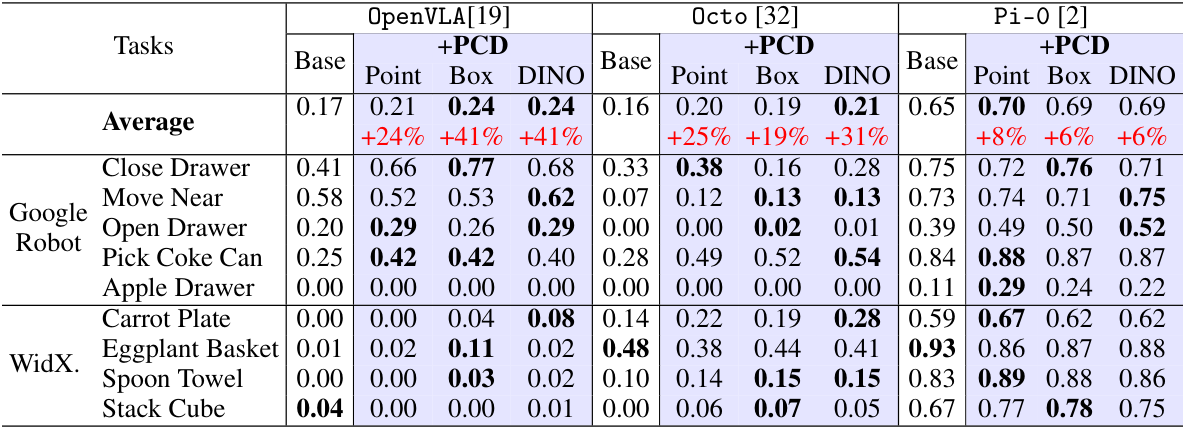 OpenVLA[19] Octo [32] Pi-0 [2]
Tasks Base +PCD Base +PCD Base +PCD
Point Box DINO Point Box DINO Point Box DINO
Average 0.17 0.21 0.24 0.24 0.16 0.20 0.19 0.21 0.65 0.70 0.69 0.69
+24% +41% +41% +25% +19% +31% +8% +6% +6%
Google Robot
Close Drawer 0.41 0.66 0.77 0.68 0.33 0.38 0.16 0.28 0.75 0.72 0.76 0.71
Move Near 0.58 0.52 0.53 0.62 0.07 0.12 0.13 0.13 0.73 0.74 0.71 0.75
Open Drawer 0.20 0.29 0.26 0.29 0.00 0.00 0.02 0.01 0.39 0.49 0.50 0.52
Pick Coke Can 0.25 0.42 0.42 0.40 0.28 0.49 0.52 0.54 0.84 0.88 0.87 0.87
Apple Drawer 0.00 0.00 0.00 0.00 0.00 0.00 0.00 0.00 0.11 0.29 0.24 0.22
WidX.
Carrot Plate 0.00 0.00 0.04 0.08 0.14 0.22 0.19 0.28 0.59 0.67 0.62 0.62
Eggplant Basket 0.01 0.02 0.11 0.02 0.48 0.38 0.44 0.41 0.93 0.86 0.87 0.88
Spoon Towel 0.00 0.00 0.03 0.02 0.10 0.14 0.15 0.15 0.83 0.89 0.88 0.86
Stack Cube 0.04 0.00 0.00 0.01 0.00 0.06 0.07 0.05 0.67 0.77 0.78 0.75